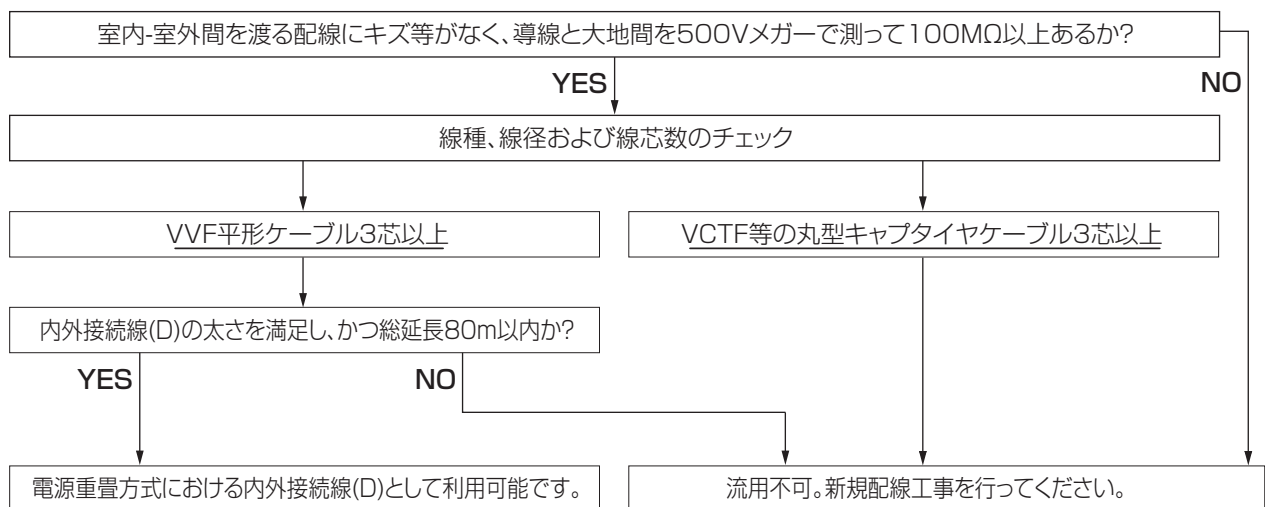 室内-室外間を渡る配線にキズ等がなく、導線と大地間を500Vメガーで測って100MΩ以上あるか?
YES
NO
線種、線径および線芯数のチェック
VVF平形ケーブル3芯以上
VCTF等の丸型キャプタイヤケーブル3芯以上
内外接続線(D)の太さを満足し、かつ総延長80m以内か?
YES
NO
電源重畳方式における内外接続線(D)として利用可能です。
流用不可。新規配線工事を行ってください。